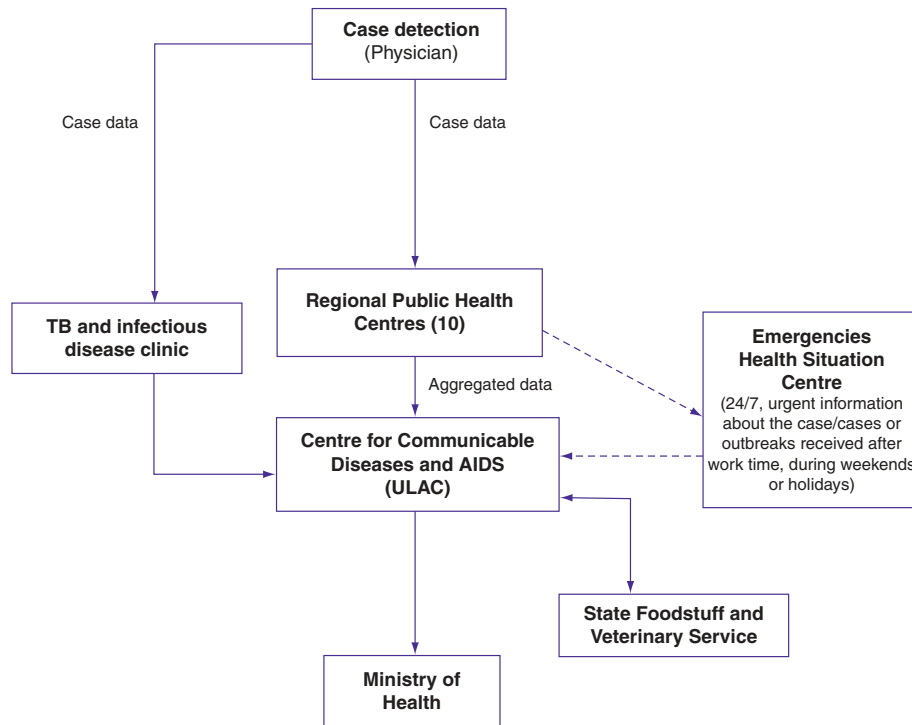 Case detection
(Physician)
Case data
Case data
Regional Public Health
Centres (10)
TB and infectious
disease clinic
Emergencies
Health Situation
Centre
(24/7, urgent information
about the case/cases or
outbreaks received after
work time, during weekends
or holidays)
Aggregated data
Centre for Communicable
Diseases and AIDS
(ULAC)
State Foodstuff and
Veterinary Service
Ministry of
Health